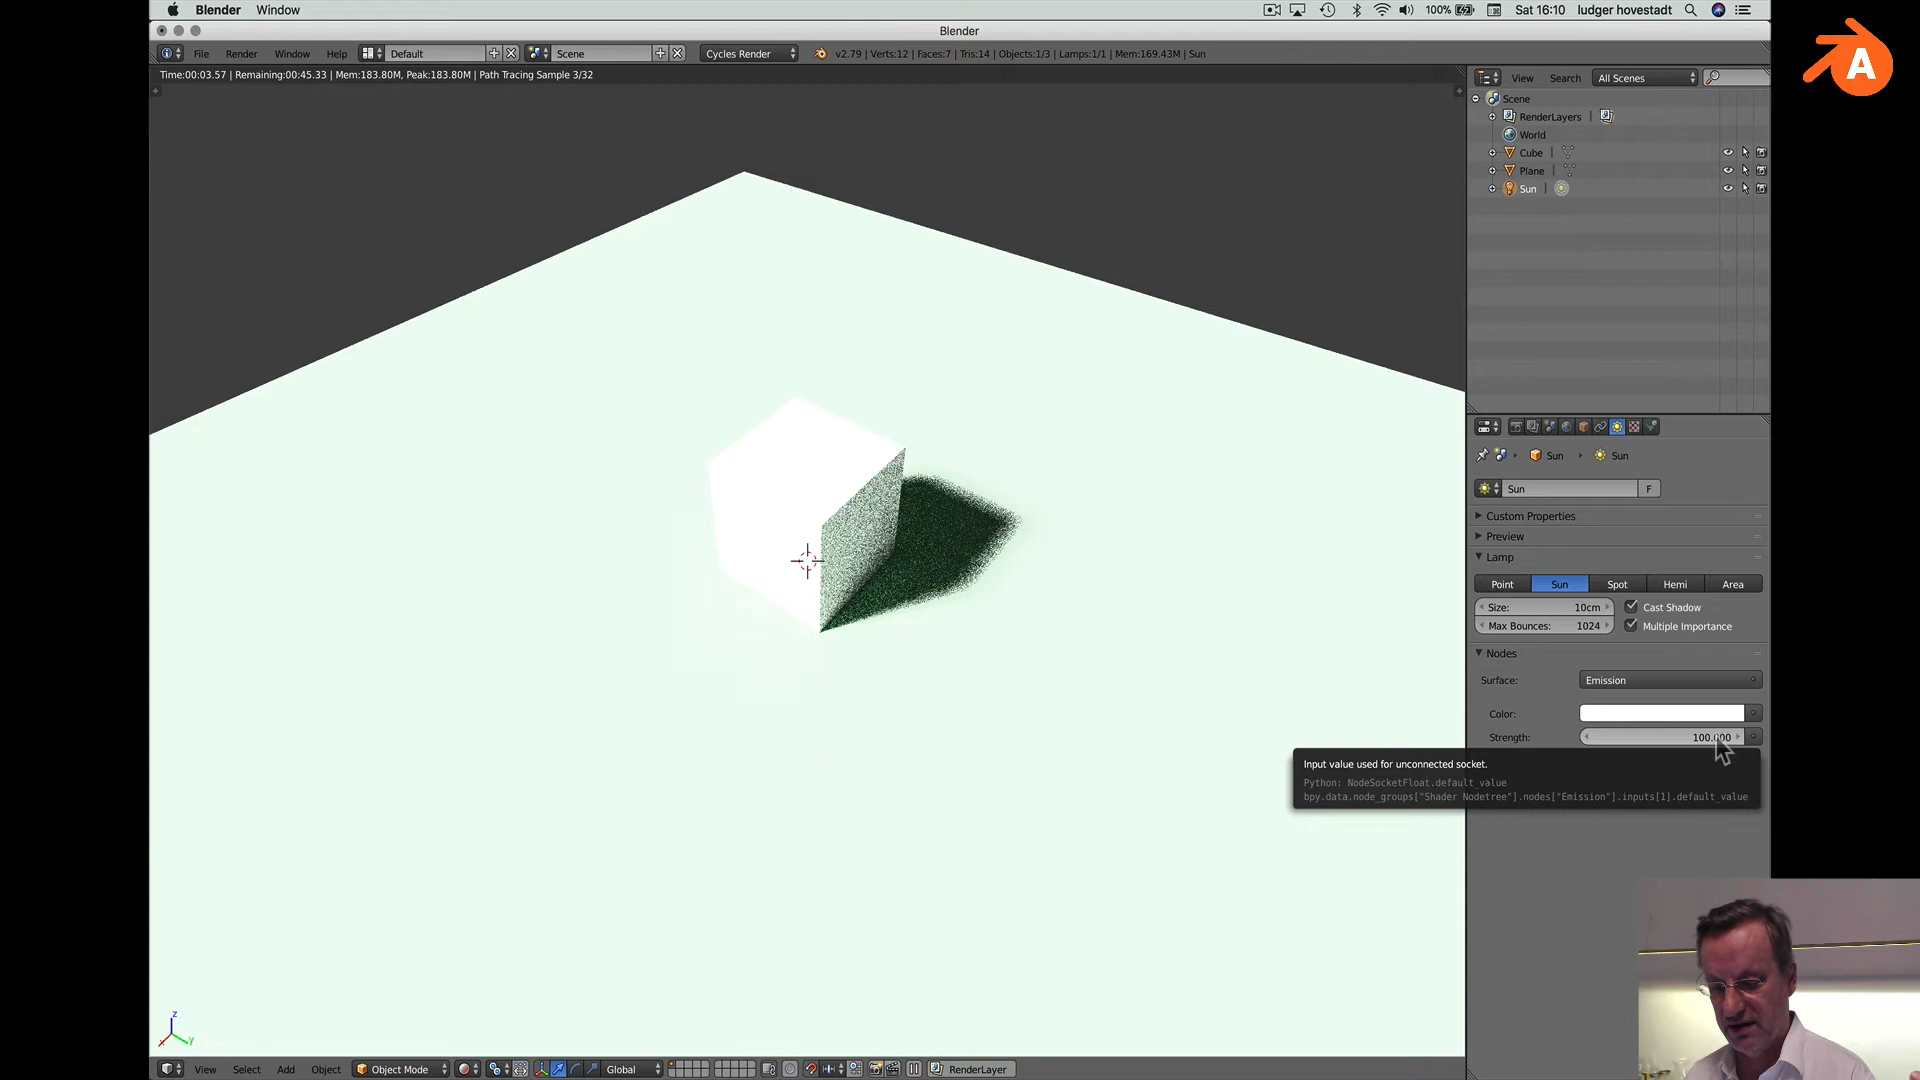 Blender Window 100% Sat 16:10 ludger hovestadt
Blender
File Render Window Help Default Scene Cycles Render v2.79 | Verts:12 | Faces:7 | Tris:14 | Objects:1/3 | Lamps:1/1 | Mem:169.43M | Sun
Time:00:03.57 | Remaining:00:45.33 | Mem:183.80M, Peak:183.80M | Path Tracing Sample 3/32
View Search All Scenes
Scene
RenderLayers
World
Cube
Plane
Sun
Sun Sun
Sun F
Custom Properties
Preview
Lamp
Point Sun Spot Hemi Area
Size: 10cm Cast Shadow
Max Bounces: 1024 Multiple Importance
Nodes
Surface: Emission
Color:
Strength: 100.000
Input value used for unconnected socket.
Python: NodeSocketFloat.default_value
bpy.data.node_groups["Shader Nodetree"].nodes["Emission"].inputs[1].default_value
z
x y
View Select Add Object Object Mode Global RenderLayer
A